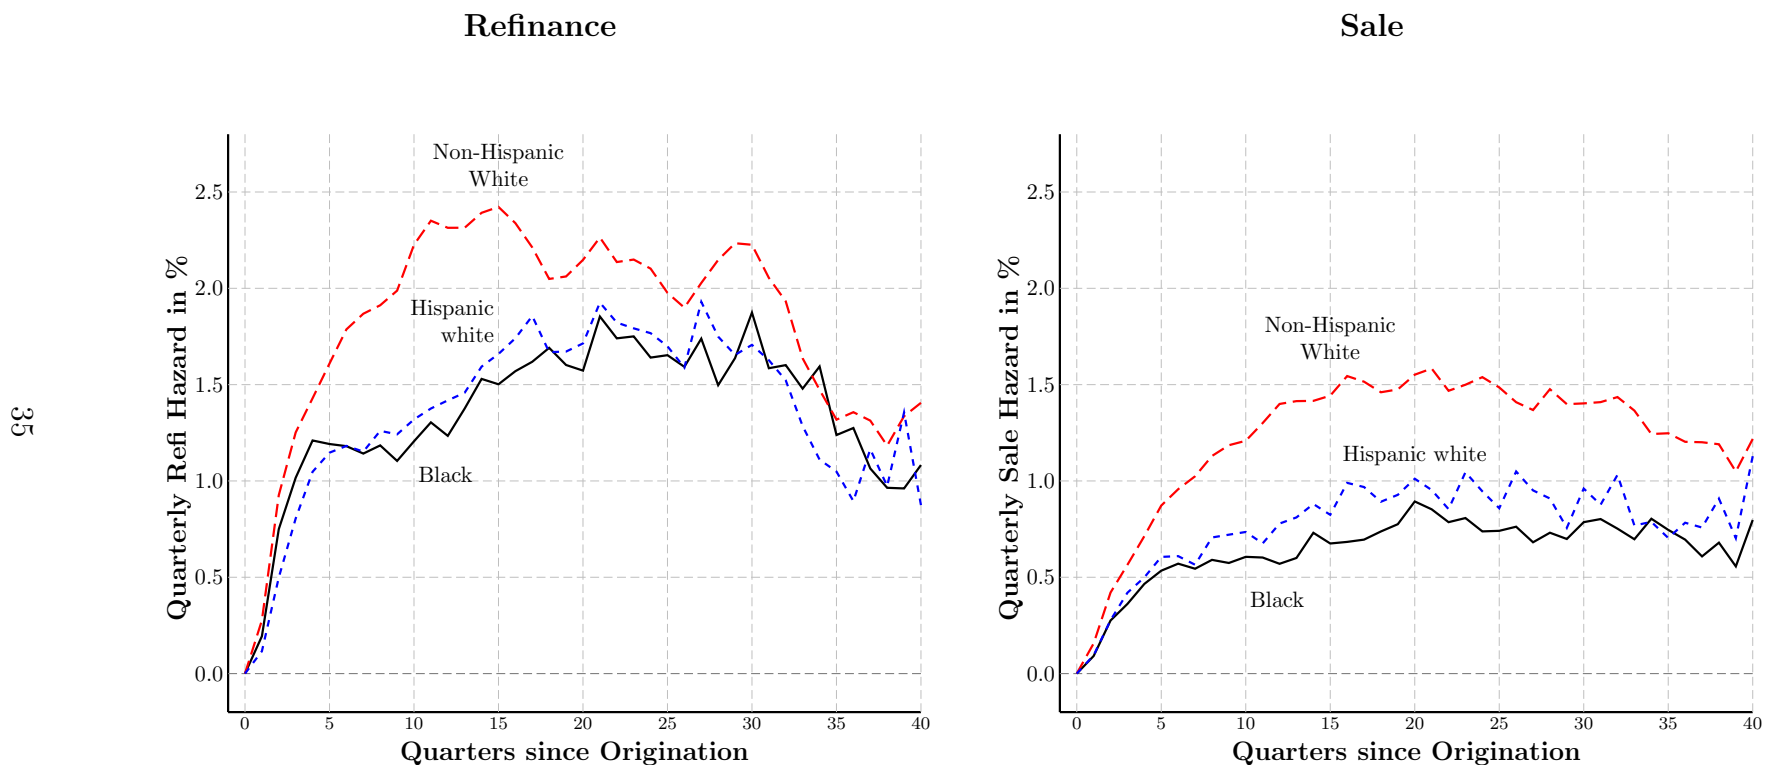 Refinance
Quarterly Refi Hazard in %
2.5
2.0
1.5
1.0
0.5
0.0
Non-Hispanic
White
Hispanic
white
Black
0 5 10 15 20 25 30 35 40
Quarters since Origination
Sale
Quarterly Sale Hazard in %
2.5
2.0
1.5
1.0
0.5
0.0
Non-Hispanic
White
Hispanic white
Black
0 5 10 15 20 25 30 35 40
Quarters since Origination
35